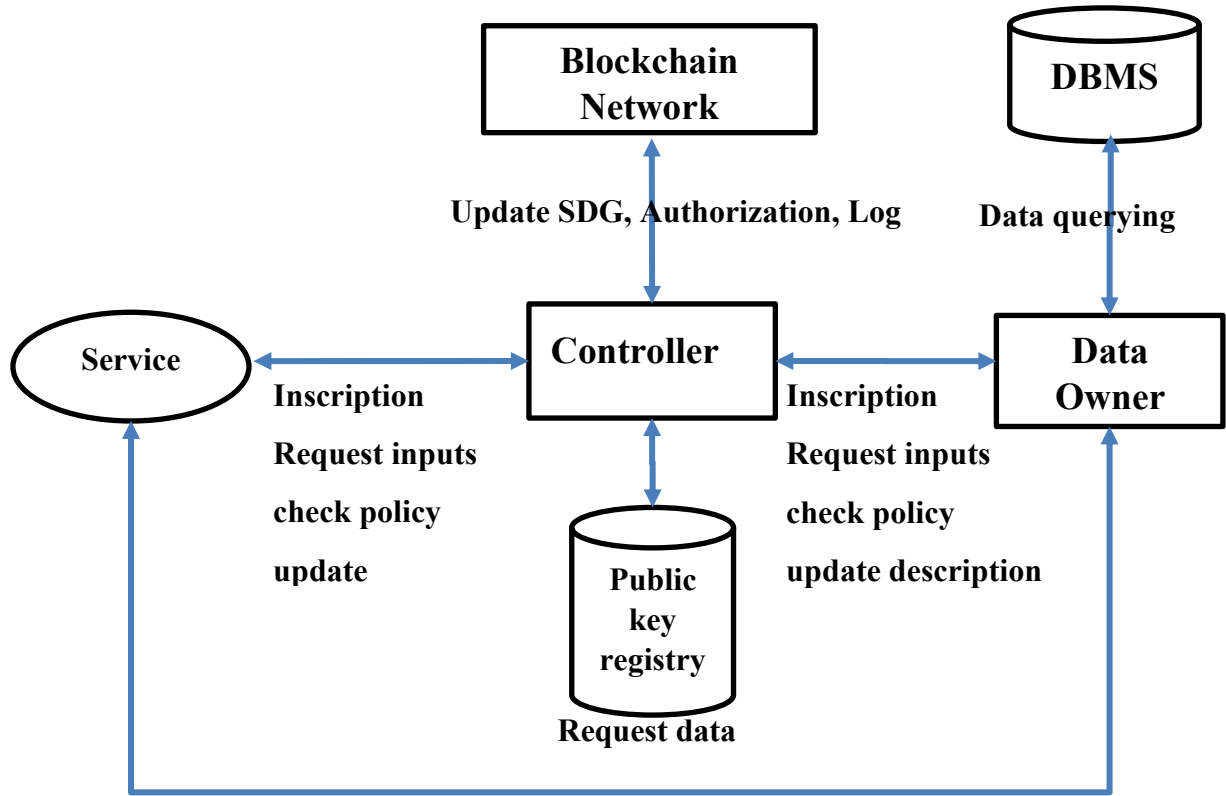 Blockchain
Network
DBMS
Update SDG, Authorization, Log
Data querying
Service
Controller
Data
Owner
Inscription
Request inputs
check policy
update
Inscription
Request inputs
check policy
update description
Public
key
registry
Request data